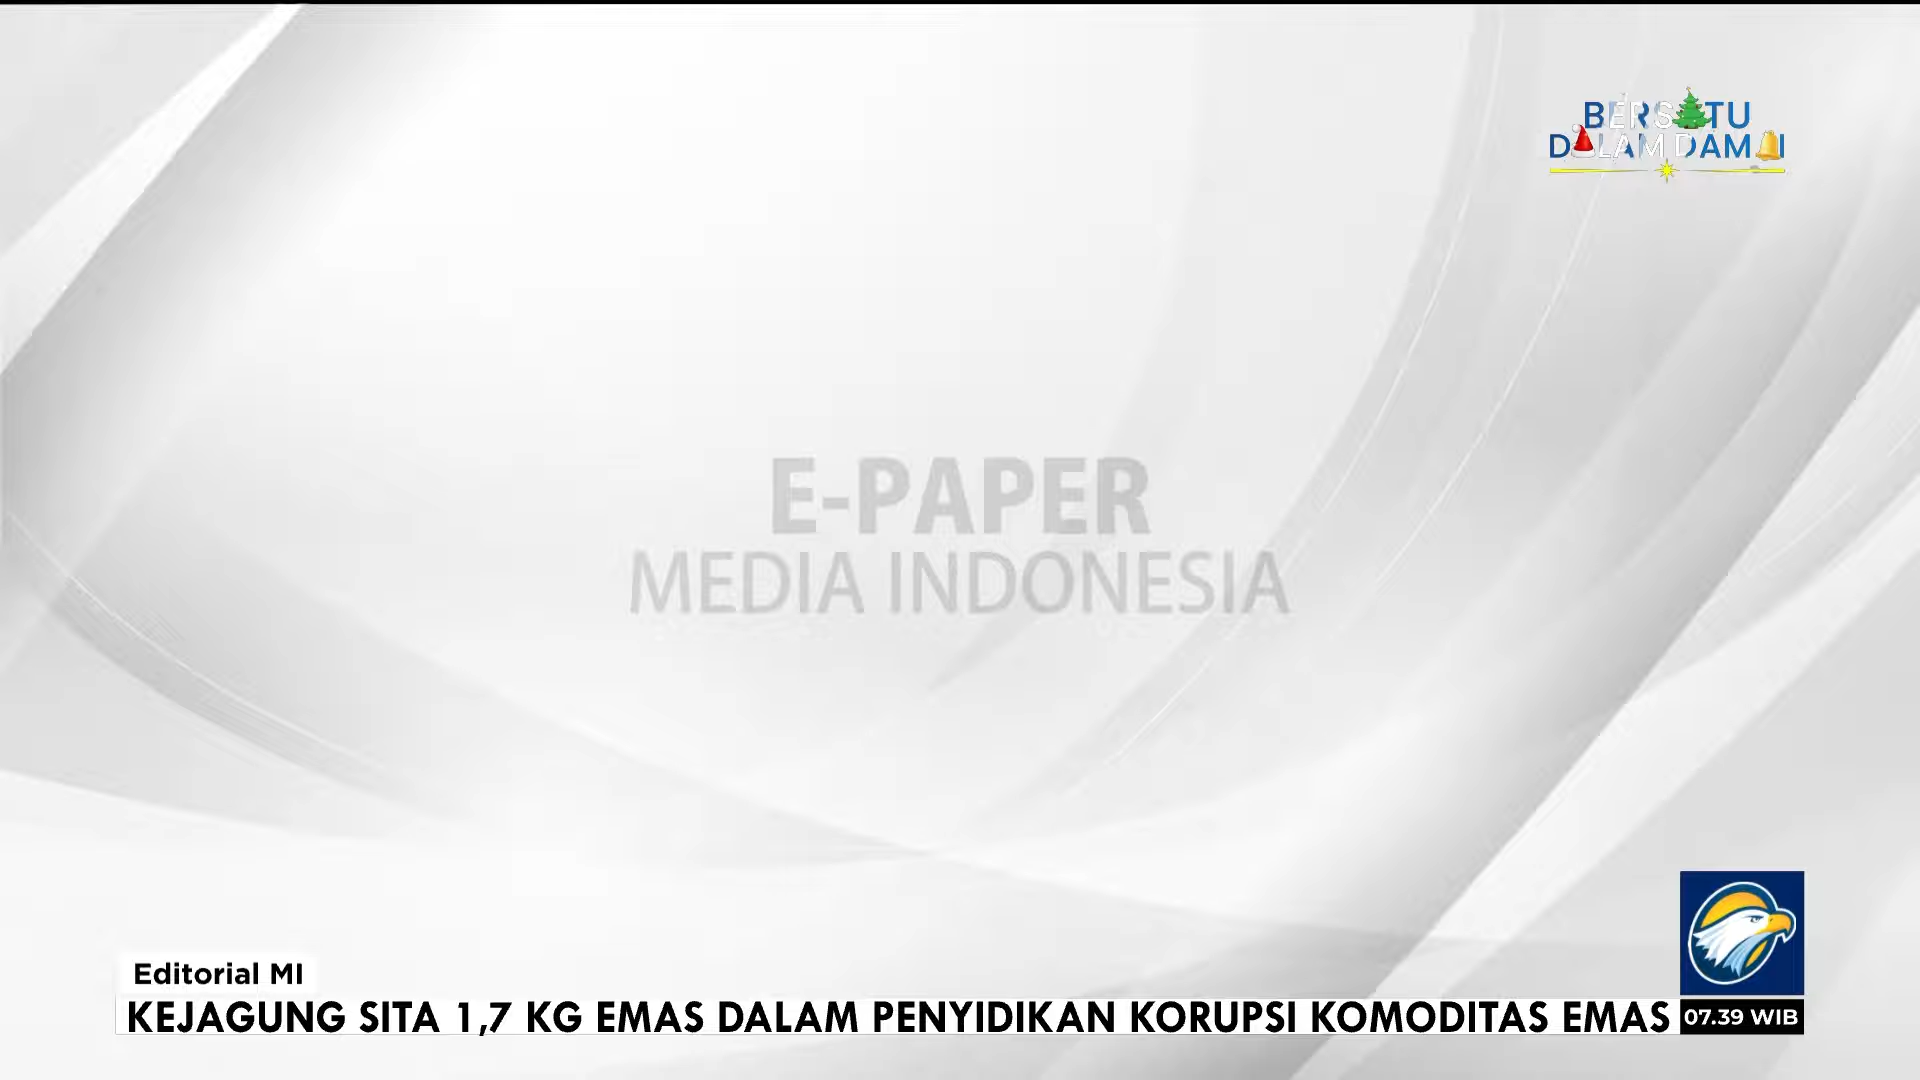 BERSATU
DALAM DAMAI
E-PAPER
MEDIA INDONESIA
Editorial MI
KEJAGUNG SITA 1,7 KG EMAS DALAM PENYIDIKAN KORUPSI KOMODITAS EMAS
07.39 WIB